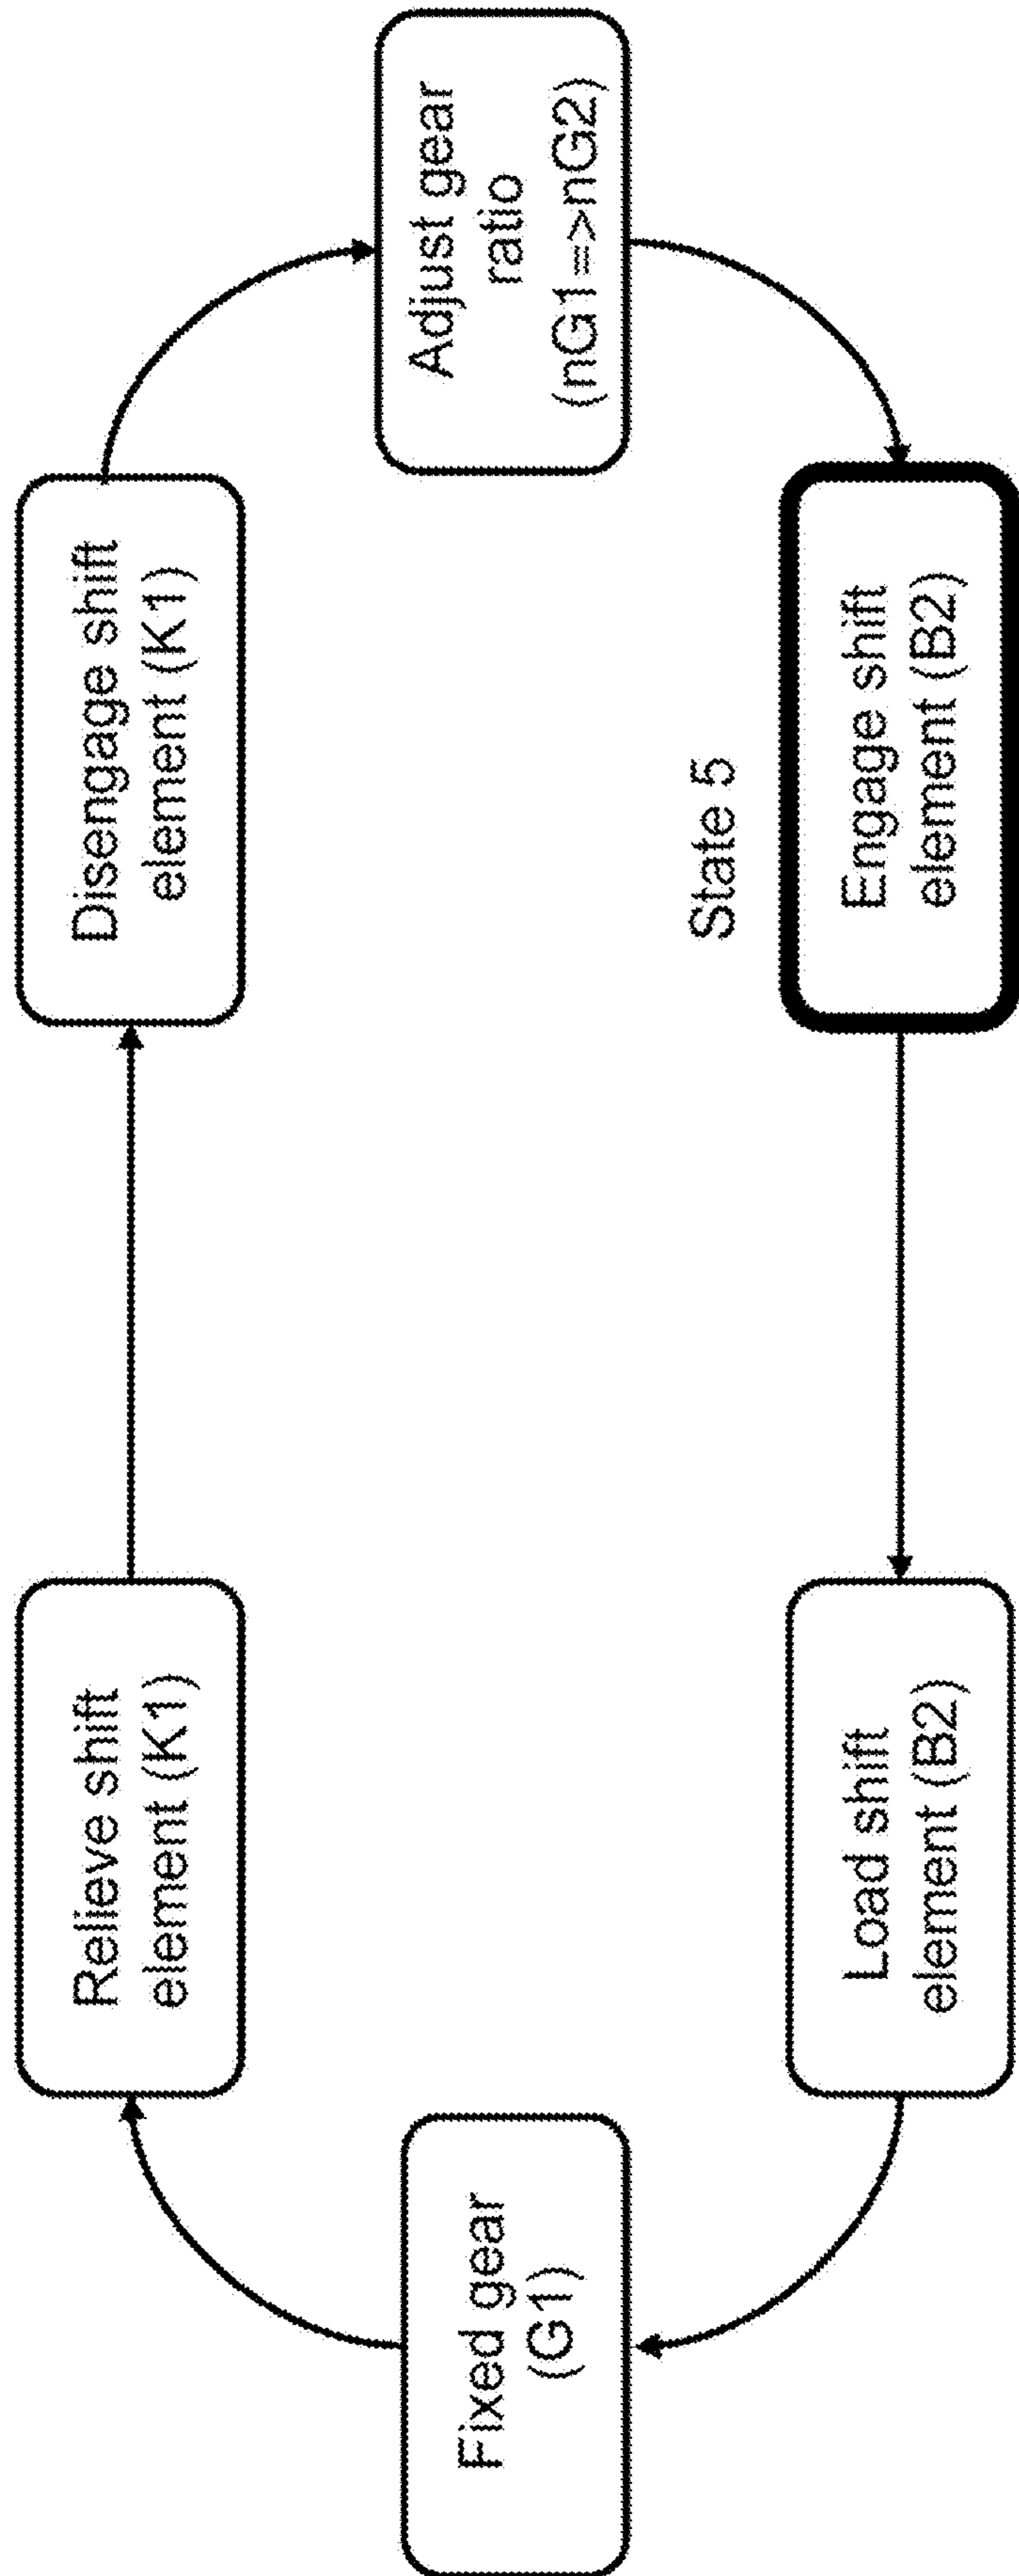 Fixed gear
(G1)
Relieve shift
element (K1)
Disengage shift
element (K1)
Adjust gear
ratio
(nG1=>nG2)
State 5
Engage shift
element (B2)
Load shift
element (B2)